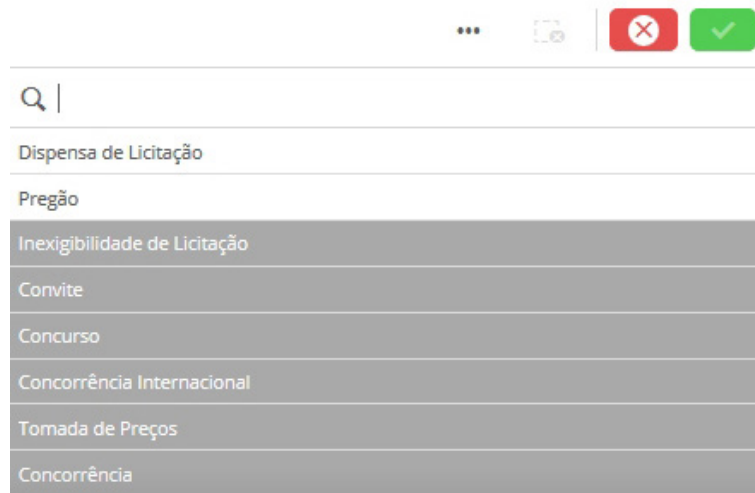 Dispensa de Licitação
Pregão
Inexigibilidade de Licitação
Convite
Concurso
Concorrência Internacional
Tomada de Preços
Concorrência